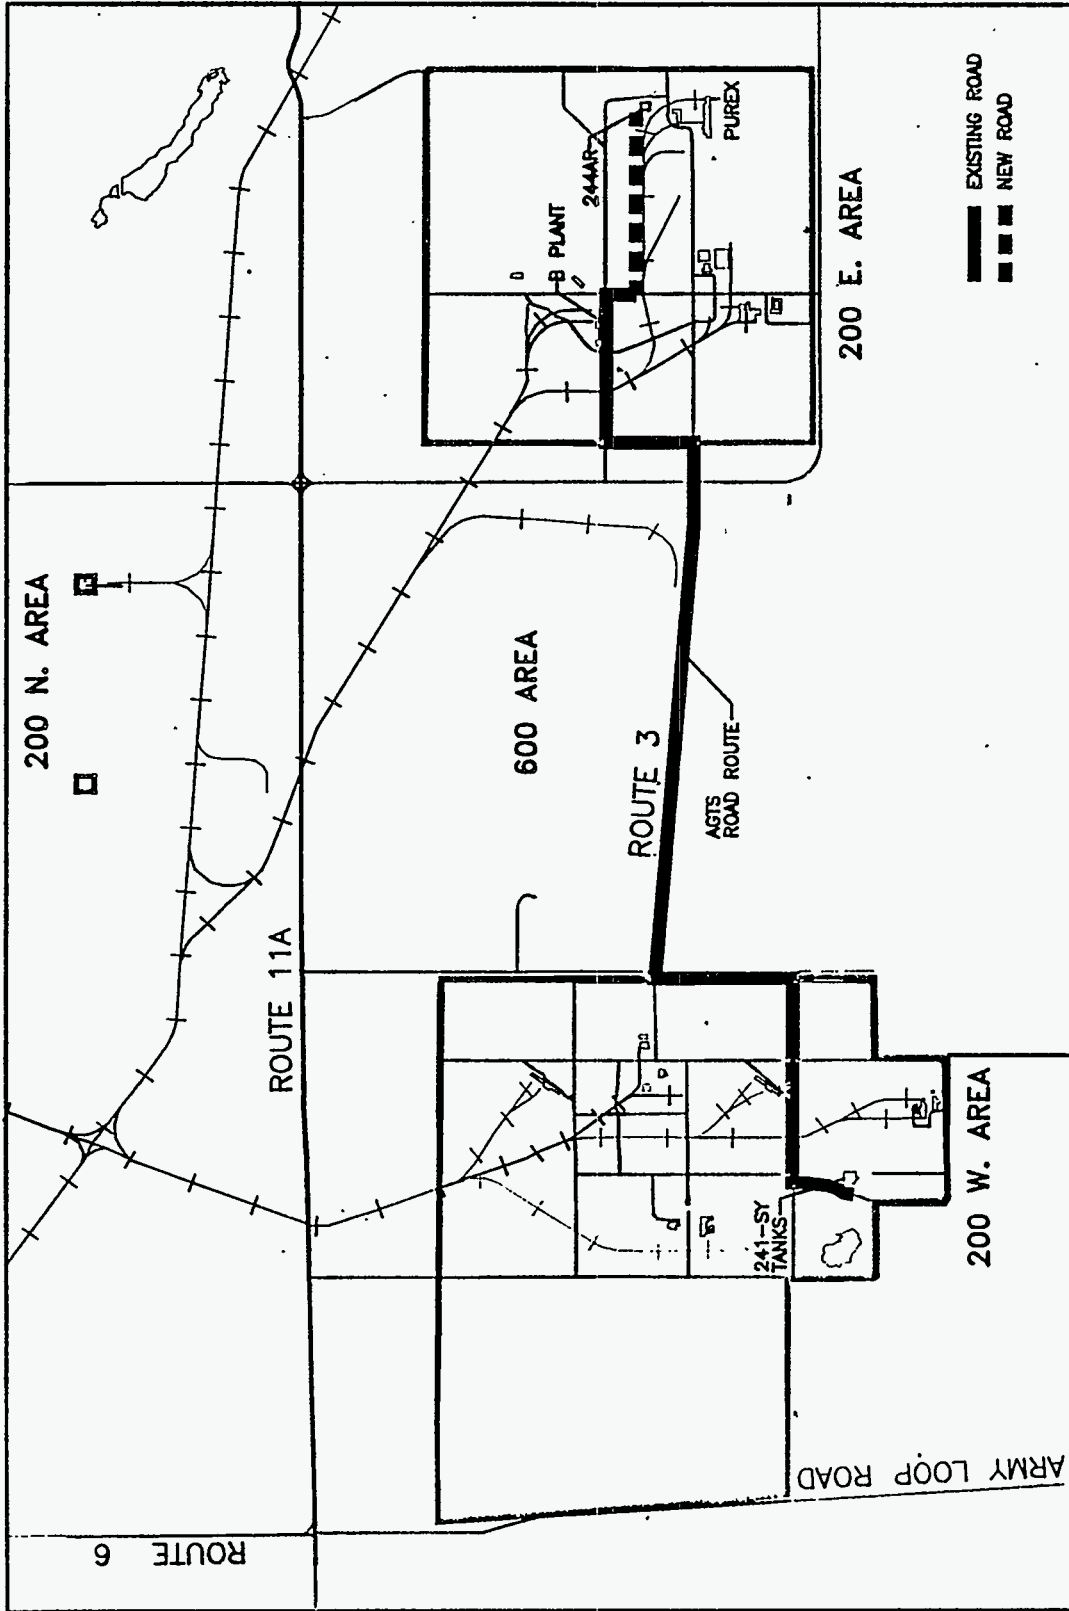 200 N. AREA
ROUTE 11A
ROUTE 6
600 AREA
ROUTE 3
AGTS
ROAD ROUTE
B PLANT
244AR
PUREX
200 E. AREA
EXISTING ROAD
NEW ROAD
241-SY
TANKS
200 W. AREA
ARMY LOOP ROAD